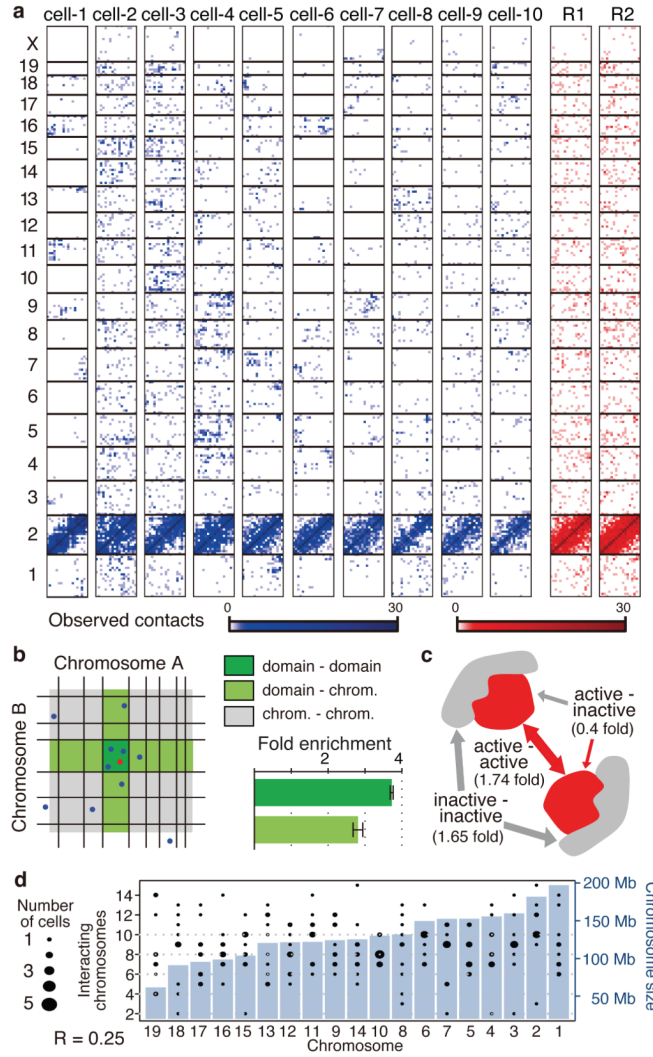 a cell-1 cell-2 cell-3 cell-4 cell-5 cell-6 cell-7 cell-8 cell-9 cell-10 R1 R2
X
19
18
17
16
15
14
13
12
11
10
9
8
7
6
5
4
3
2
1
Observed contacts 0 30 0 30
b
Chromosome A
Chromosome B
domain - domain
domain - chrom.
chrom. - chrom.
Fold enrichment
2 4
c
active -
inactive
(0.4 fold)
active -
active
(1.74 fold)
inactive -
inactive
(1.65 fold)
d
Number
of cells
1
3
5
R = 0.25
Interacting
chromosomes
14
12
10
8
6
4
2
200 Mb
150 Mb
100 Mb
50 Mb
Chromosome size
19 18 17 16 15 13 12 11 9 14 10 8 6 7 5 4 3 2 1
Chromosome